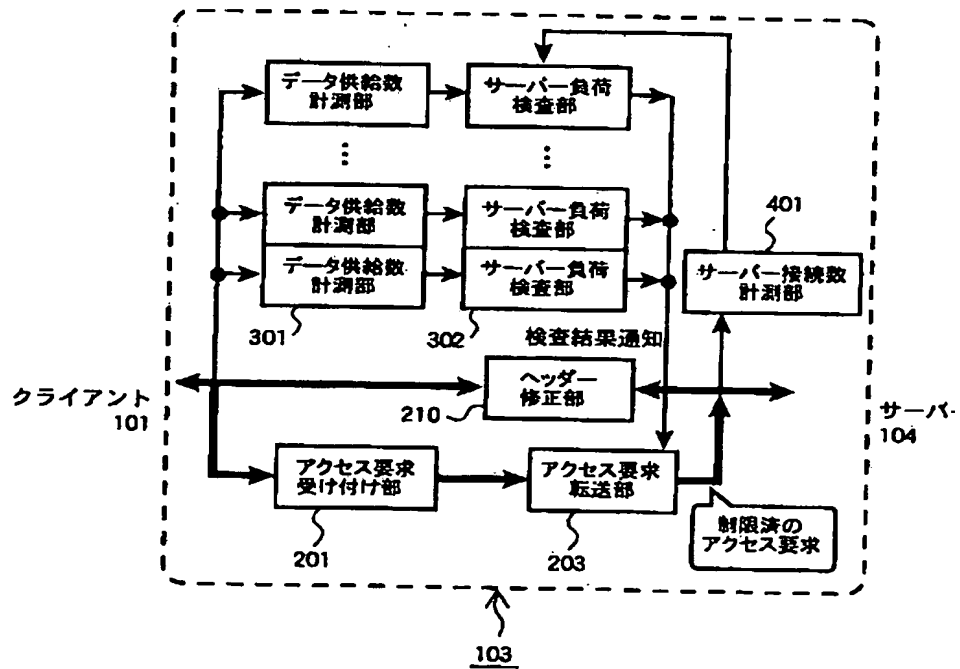 データ供給数
計測部
サーバー負荷
検査部
⋮
⋮
データ供給数
計測部
サーバー負荷
検査部
401
データ供給数
計測部
サーバー負荷
検査部
サーバー接続数
計測部
301
302
検査結果通知
クライアント
101
ヘッダー
修正部
210
サーバー
104
アクセス要求
受け付け部
アクセス要求
転送部
制限済の
アクセス要求
201
203
103